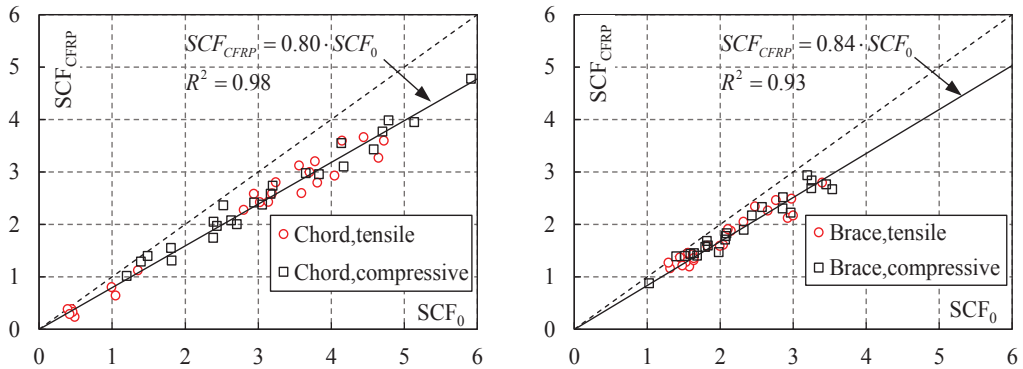 6
5
4
3
2
1
0
SCF_CFRP
SCF_CFRP = 0.80 · SCF_0
R² = 0.98
Chord,tensile
Chord,compressive
SCF_0
0 1 2 3 4 5 6
6
5
4
3
2
1
0
SCF_CFRP
SCF_CFRP = 0.84 · SCF_0
R² = 0.93
Brace,tensile
Brace,compressive
SCF_0
0 1 2 3 4 5 6